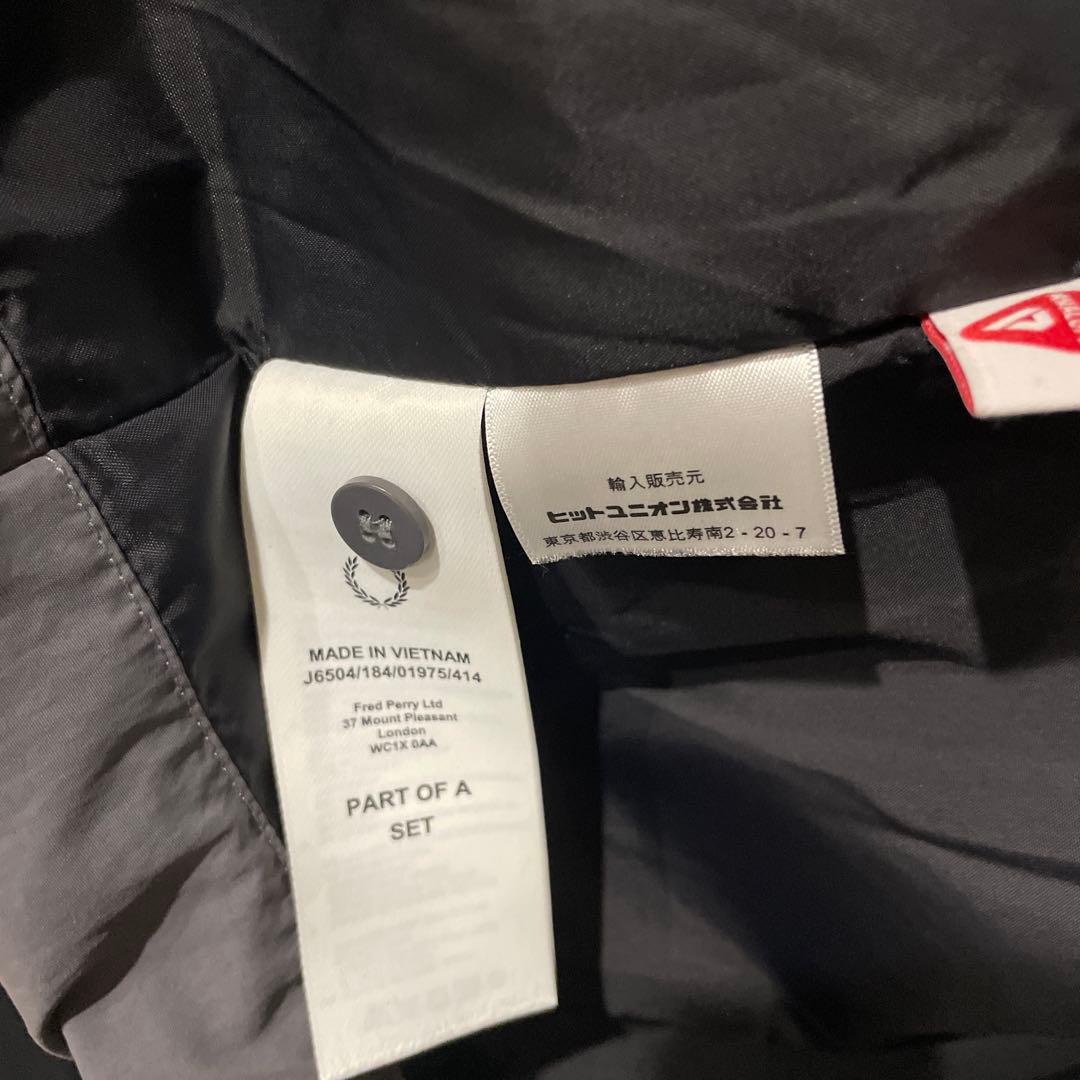 MADE IN VIETNAM
J6504/184/01975/414
Fred Perry Ltd
37 Mount Pleasant
London
WC1X 0AA
PART OF A
SET
輸入販売元
ヒットユニオン株式会社
東京都渋谷区恵比寿南2-20-7